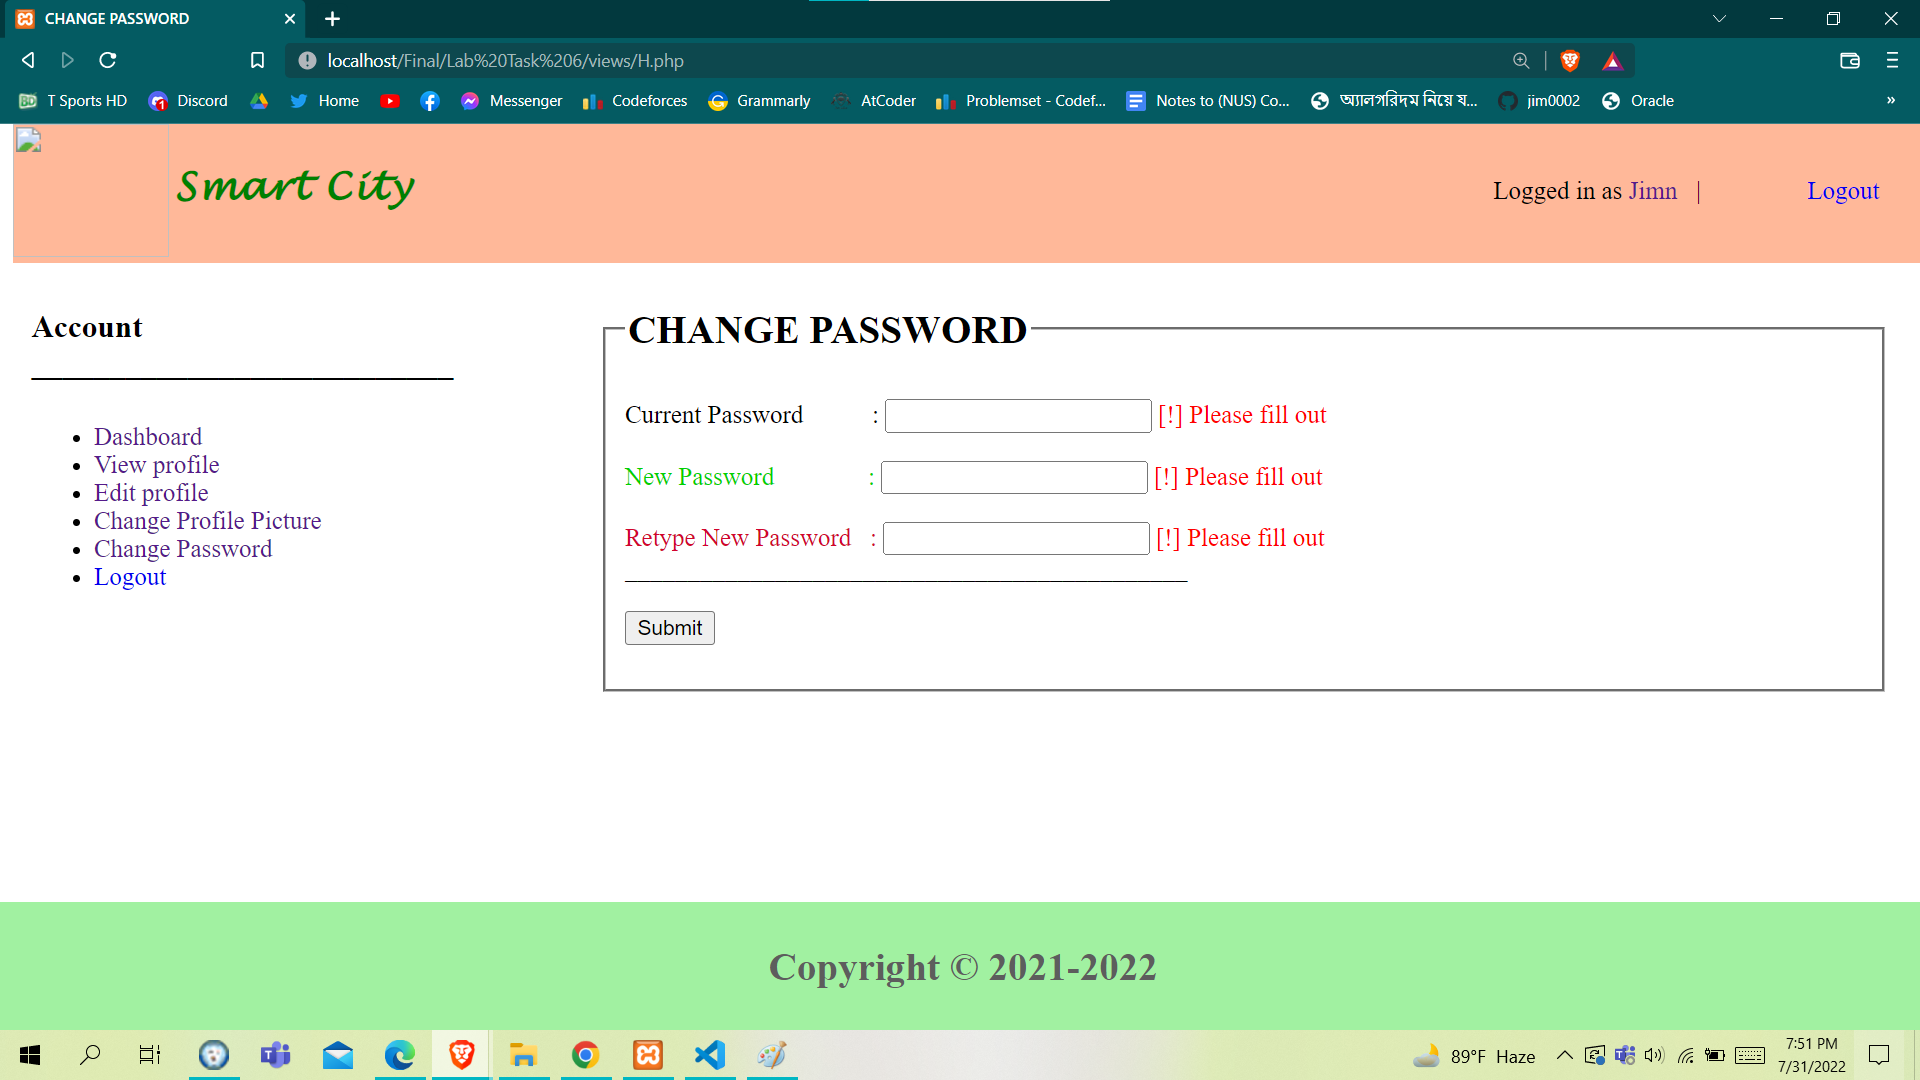 CHANGE PASSWORD
localhost/Final/Lab%20Task%206/views/H.php
T Sports HD Discord Home Messenger Codeforces Grammarly AtCoder Problemset - Codef... Notes to (NUS) Co... অ্যালগরিদম নিয়ে য... jim0002 Oracle »
Smart City
Logged in as Jimn | Logout
Account
CHANGE PASSWORD
Current Password : [!] Please fill out
New Password : [!] Please fill out
Retype New Password : [!] Please fill out
Submit
Dashboard
View profile
Edit profile
Change Profile Picture
Change Password
Logout
Copyright © 2021-2022
89°F Haze
7:51 PM
7/31/2022